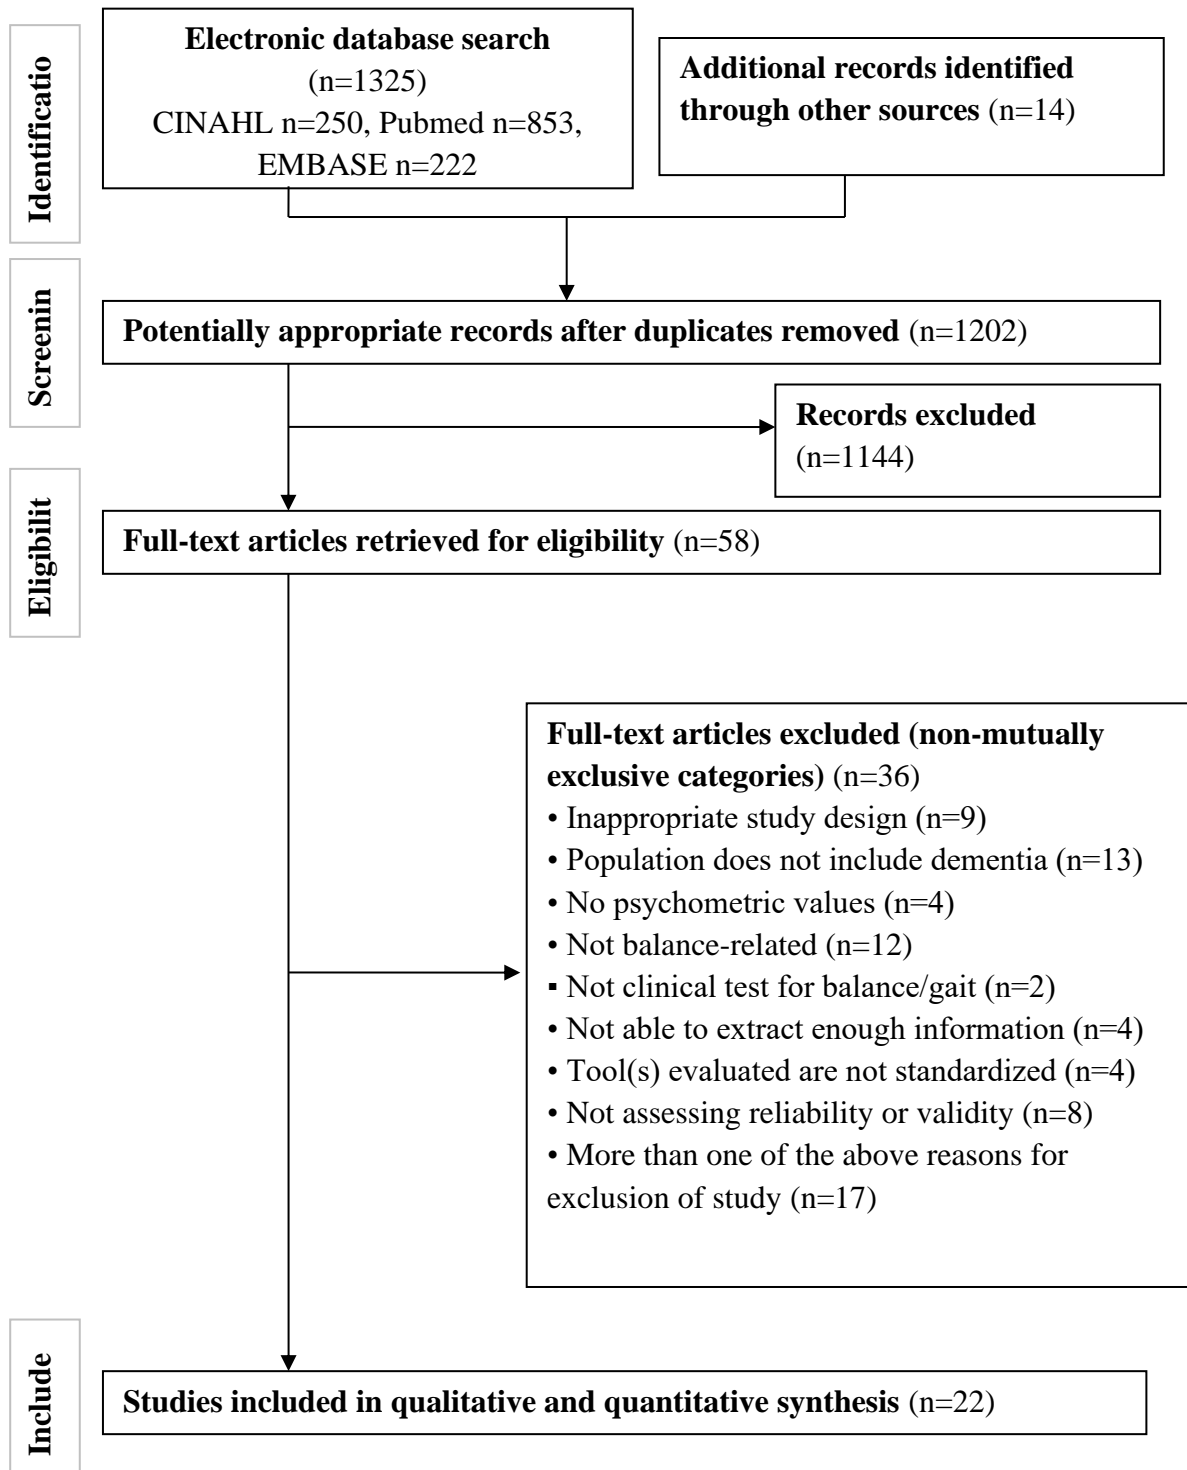 Identificatio
Electronic database search
(n=1325)
CINAHL n=250, Pubmed n=853,
EMBASE n=222
Additional records identified
through other sources (n=14)
Screenin
Potentially appropriate records after duplicates removed (n=1202)
Records excluded
(n=1144)
Eligibilit
Full-text articles retrieved for eligibility (n=58)
Full-text articles excluded (non-mutually
exclusive categories) (n=36)
• Inappropriate study design (n=9)
• Population does not include dementia (n=13)
• No psychometric values (n=4)
• Not balance-related (n=12)
▪ Not clinical test for balance/gait (n=2)
• Not able to extract enough information (n=4)
• Tool(s) evaluated are not standardized (n=4)
• Not assessing reliability or validity (n=8)
• More than one of the above reasons for
exclusion of study (n=17)
Include
Studies included in qualitative and quantitative synthesis (n=22)